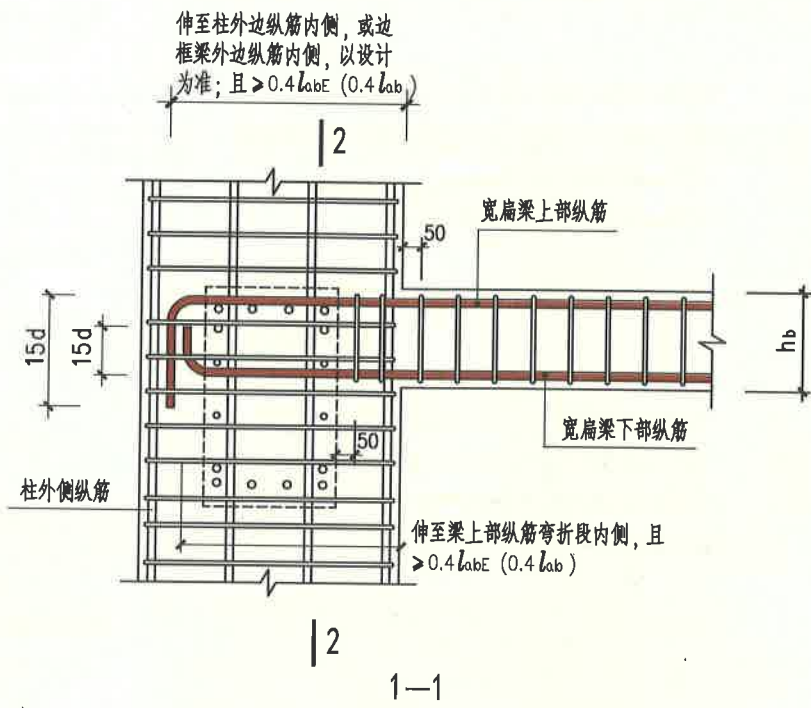 伸至柱外边纵筋内侧，或边
框梁外边纵筋内侧，以设计
为准；且≥0.4labE (0.4lab)
2
宽扁梁上部纵筋
50
15d
15d
hb
50
宽扁梁下部纵筋
柱外侧纵筋
伸至梁上部纵筋弯折段内侧，且
≥0.4labE (0.4lab)
2
1—1